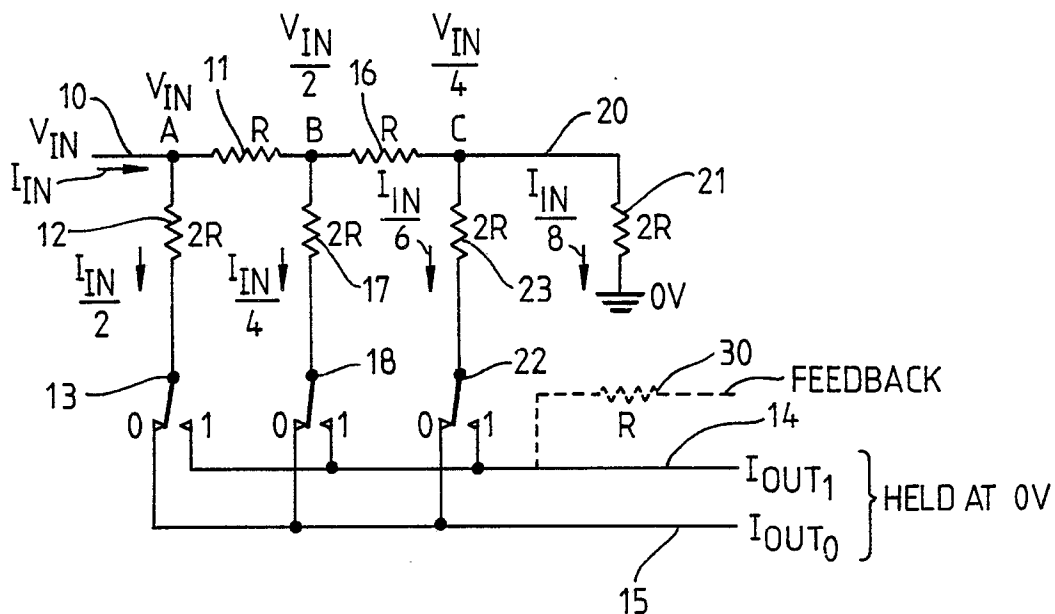 V_IN/2
V_IN/4
11
16
10
V_IN
20
V_IN
A
R
B
R
C
I_IN
21
I_IN/6
I_IN/8
12
2R
2R
2R
2R
17
23
0V
I_IN/2
I_IN/4
30
13
18
22
FEEDBACK
0
1
0
1
0
1
R
14
I_OUT1
HELD AT 0V
I_OUT0
15